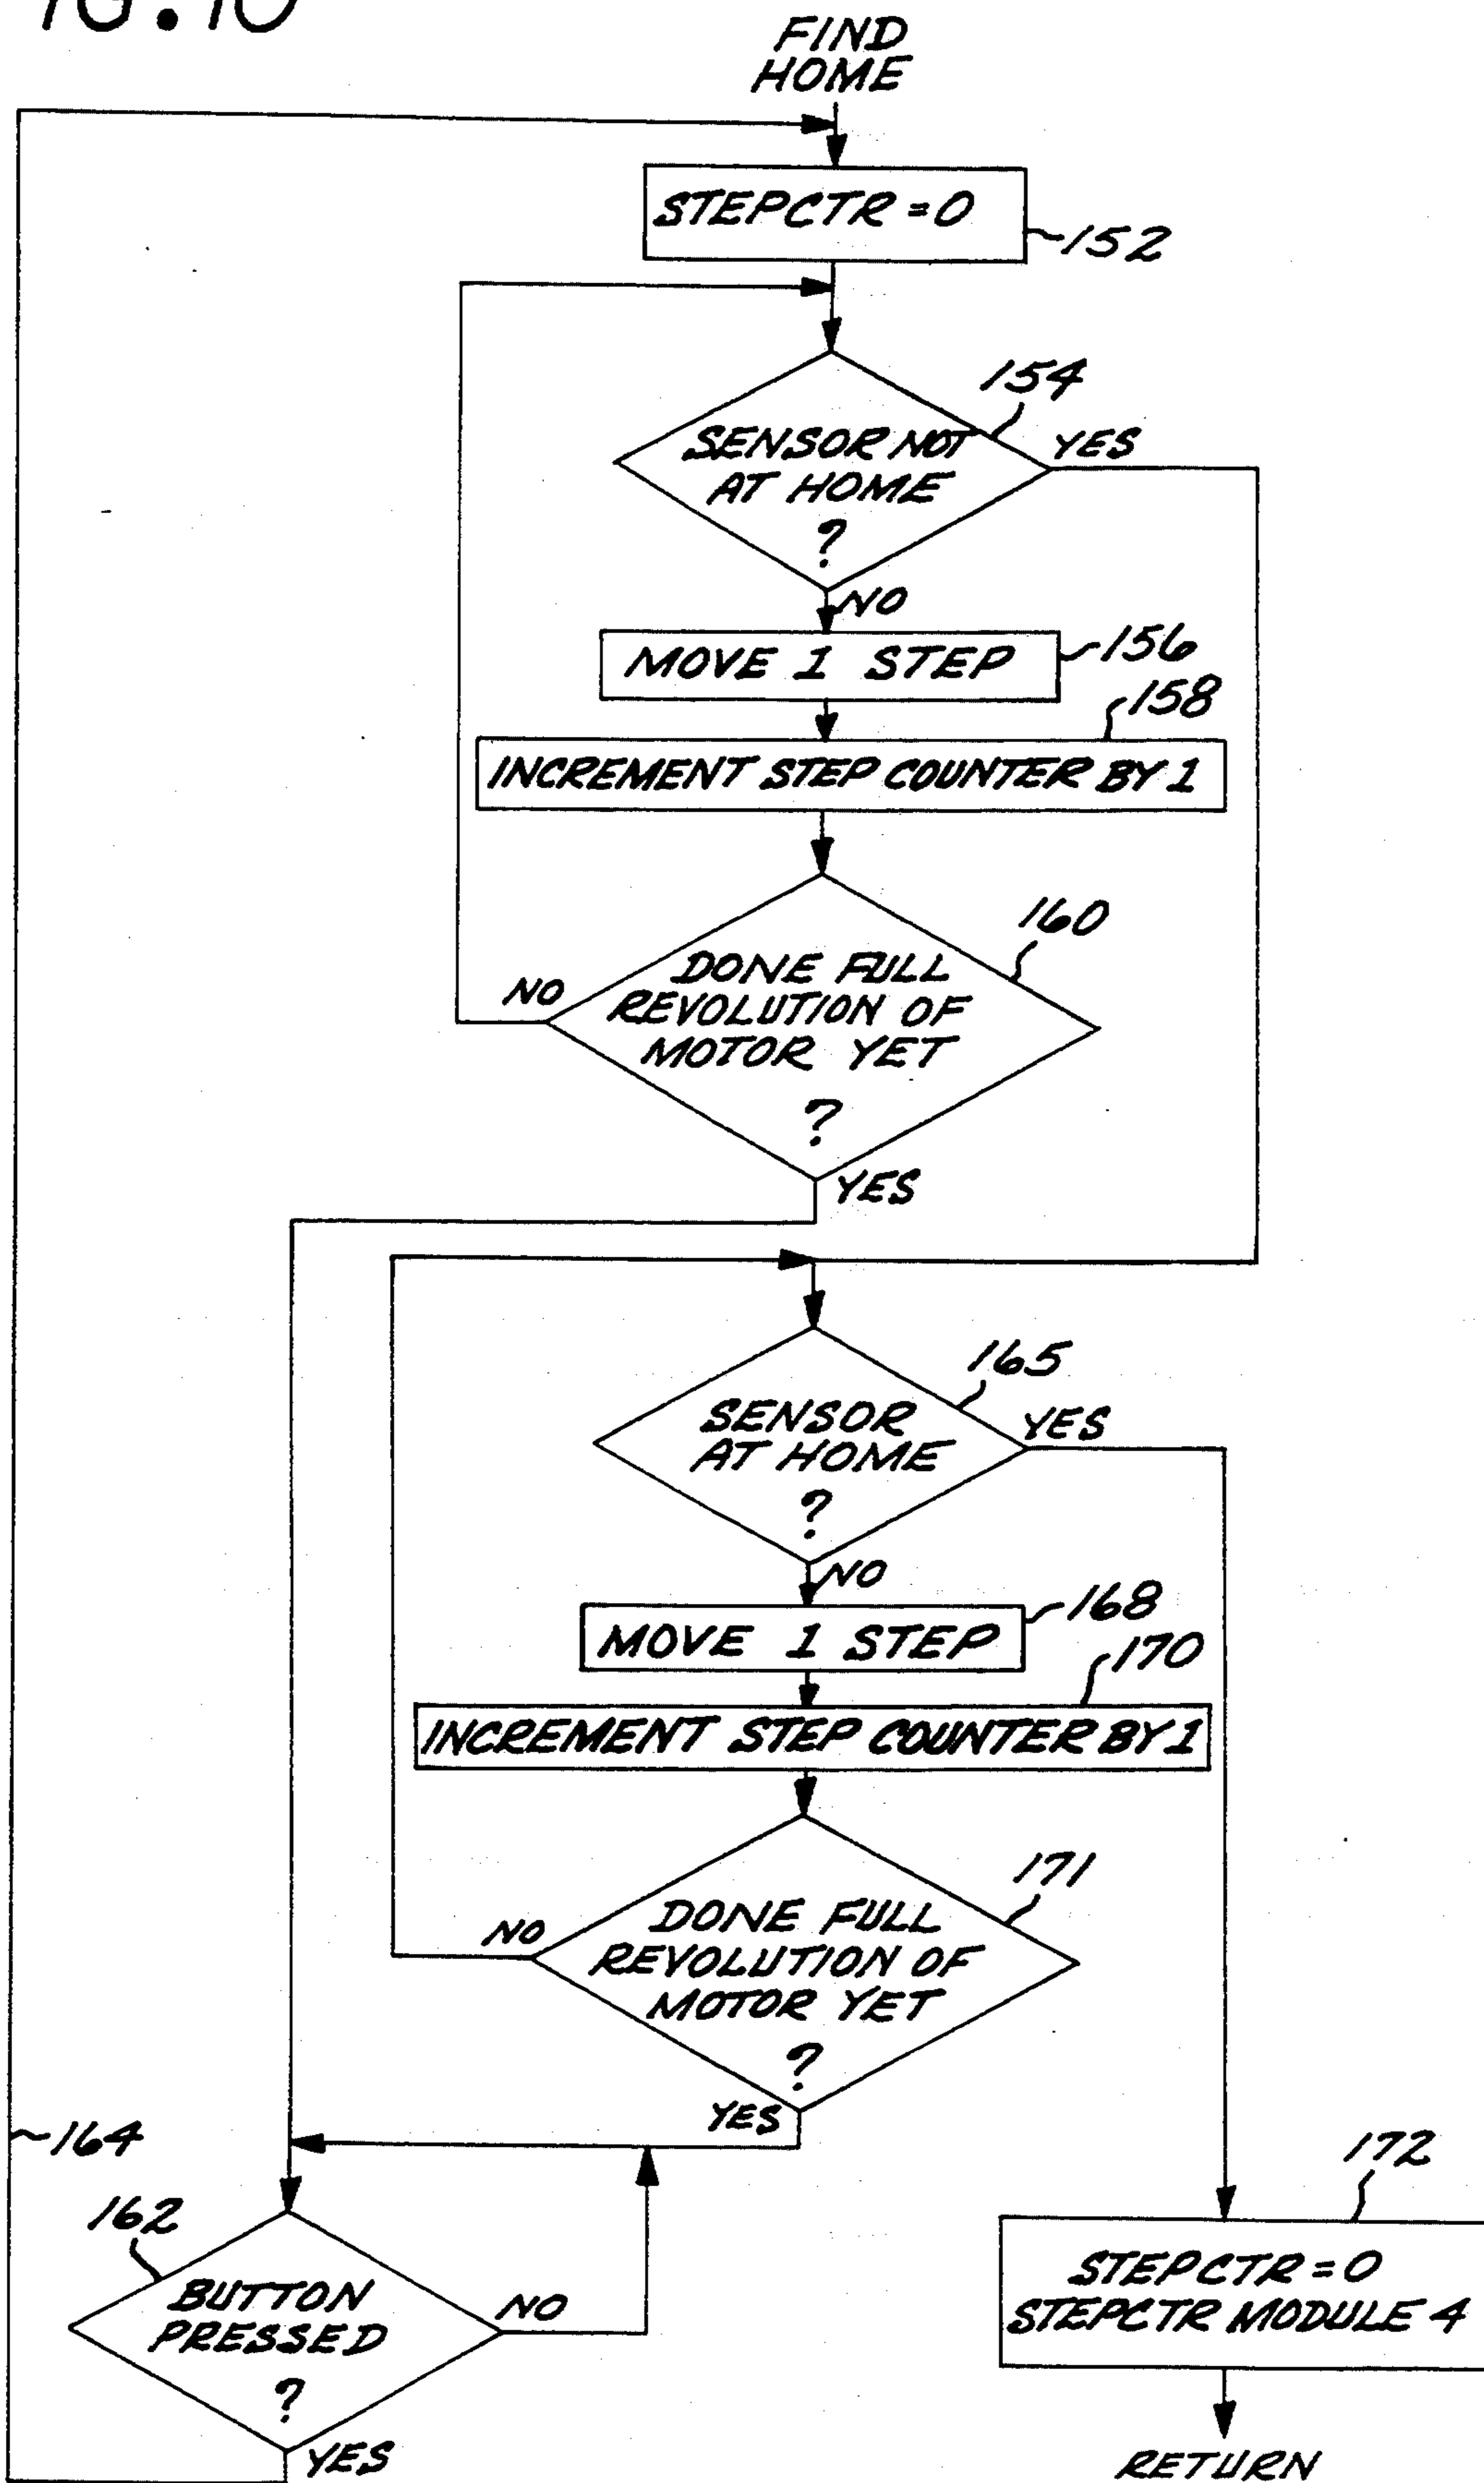 FIG.10
FIND
HOME
STEPCTR = 0
152
154
SENSOR NOT
AT HOME
?
YES
NO
MOVE 1 STEP
156
158
INCREMENT STEP COUNTER BY 1
160
DONE FULL
REVOLUTION OF
MOTOR YET
?
NO
YES
165
SENSOR
AT HOME
?
YES
NO
MOVE 1 STEP
168
170
INCREMENT STEP COUNTER BY 1
171
DONE FULL
REVOLUTION OF
MOTOR YET
?
NO
YES
164
162
BUTTON
PRESSED
?
NO
YES
172
STEPCTR = 0
STEPCTR MODULE 4
RETURN